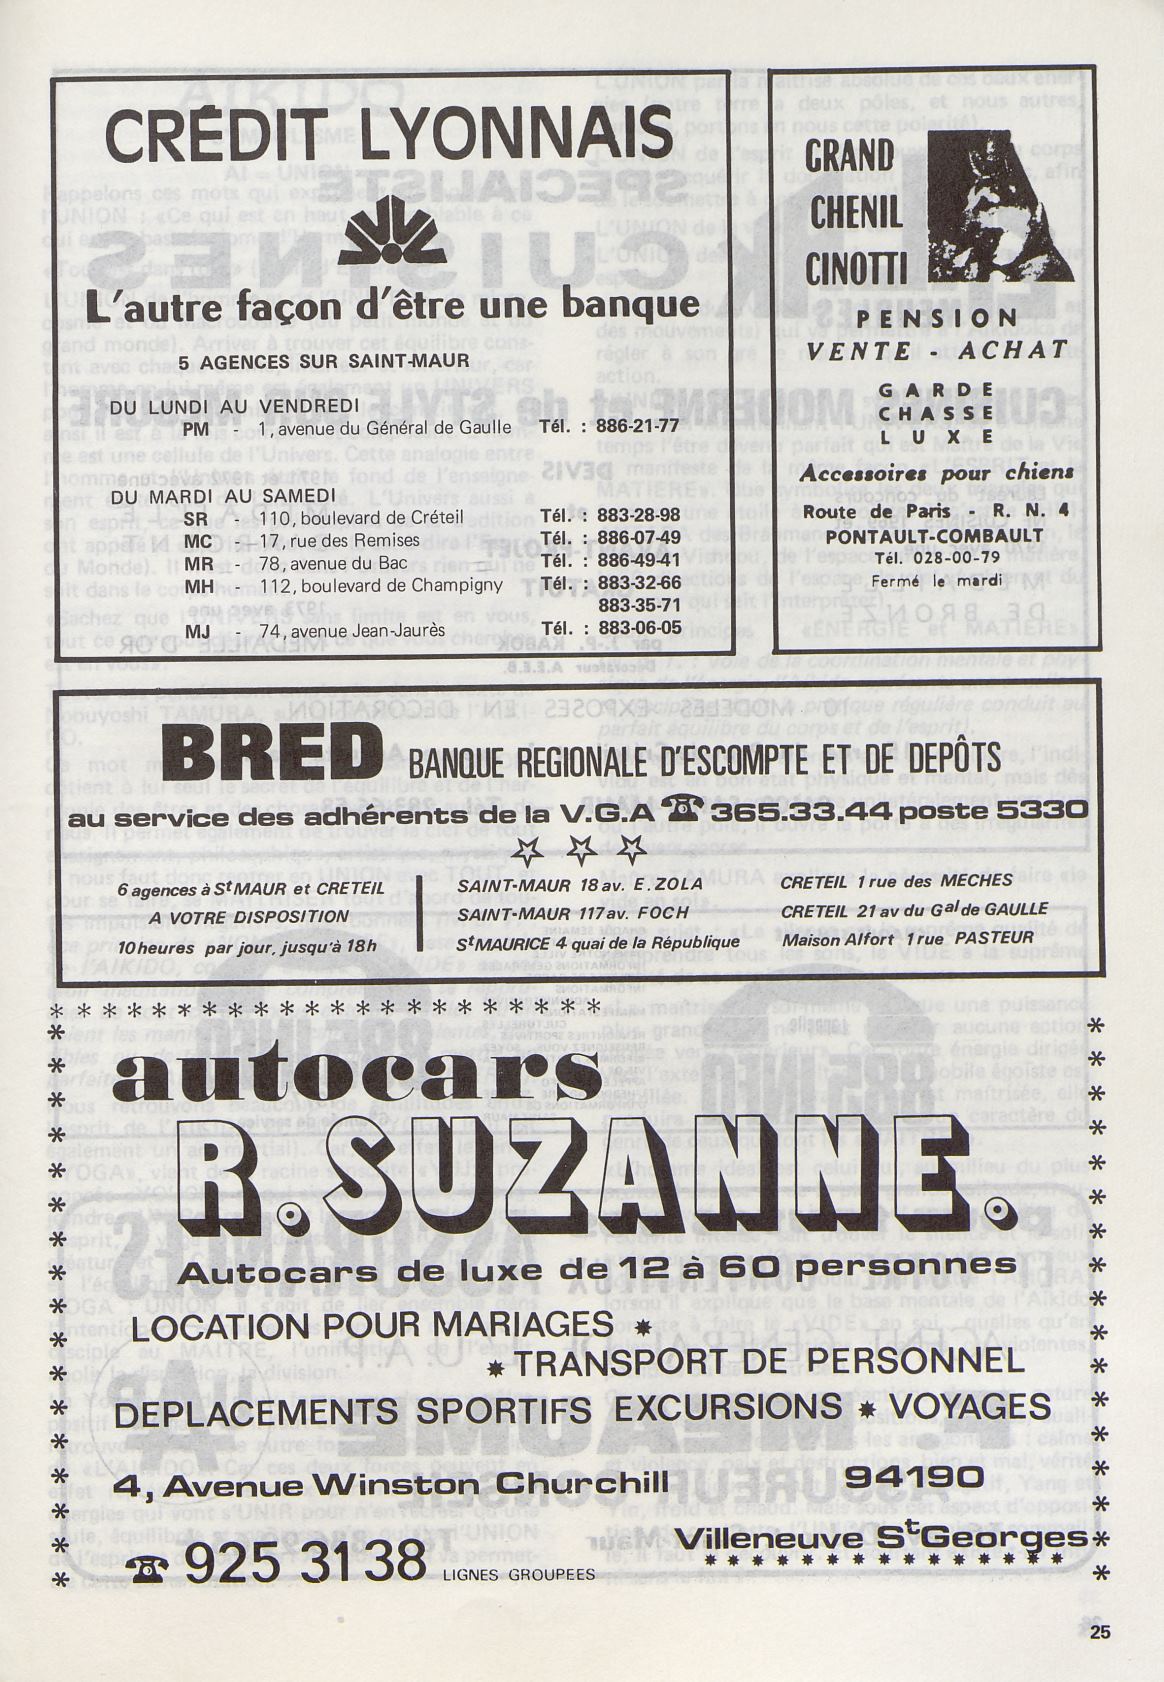 CRÉDIT LYONNAIS
L'autre façon d'être une banque
5 AGENCES SUR SAINT-MAUR
DU LUNDI AU VENDREDI
PM - 1, avenue du Général de Gaulle Tél. : 886-21-77
DU MARDI AU SAMEDI
SR - 110, boulevard de Créteil Tél. : 883-28-98
MC - 17, rue des Remises Tél. : 886-07-49
MR - 78, avenue du Bac Tél. : 886-49-41
MH - 112, boulevard de Champigny Tél. : 883-32-66
883-35-71
MJ - 74, avenue Jean-Jaurès Tél. : 883-06-05
GRAND
CHENIL
CINOTTI
PENSION
VENTE - ACHAT
GARDE
CHASSE
LUXE
Accessoires pour chiens
Route de Paris - R. N. 4
PONTAULT-COMBAULT
Tél. 028-00-79
Fermé le mardi
BRED BANQUE REGIONALE D'ESCOMPTE ET DE DEPÔTS
au service des adhérents de la V.G.A ☎ 365.33.44 poste 5330
6 agences à St MAUR et CRETEIL
A VOTRE DISPOSITION
10 heures par jour, jusqu'à 18h
SAINT-MAUR 18 av. E. ZOLA
SAINT-MAUR 117 av. FOCH
St MAURICE 4 quai de la République
CRETEIL 1 rue des MECHES
CRETEIL 21 av du Gal de GAULLE
Maison Alfort 1 rue PASTEUR
autocars
R. SUZANNE.
Autocars de luxe de 12 à 60 personnes
LOCATION POUR MARIAGES *
* TRANSPORT DE PERSONNEL
DEPLACEMENTS SPORTIFS EXCURSIONS * VOYAGES
4, Avenue Winston Churchill 94190
Villeneuve St Georges
☎ 925 31 38 LIGNES GROUPEES
25